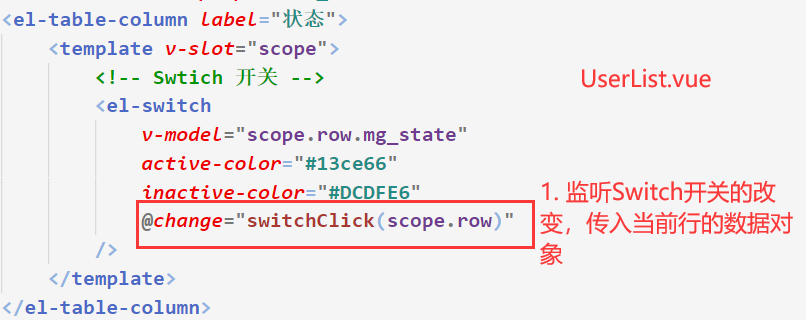 <el-table-column label="状态">
<template v-slot="scope">
<!-- Swtich 开关 -->
UserList.vue
<el-switch
v-model="scope.row.mg_state"
active-color="#13ce66"
inactive-color="#DCDFE6"
@change="switchClick(scope.row)"
1. 监听Switch开关的改
变，传入当前行的数据对
象
/>
</template>
</el-table-column>